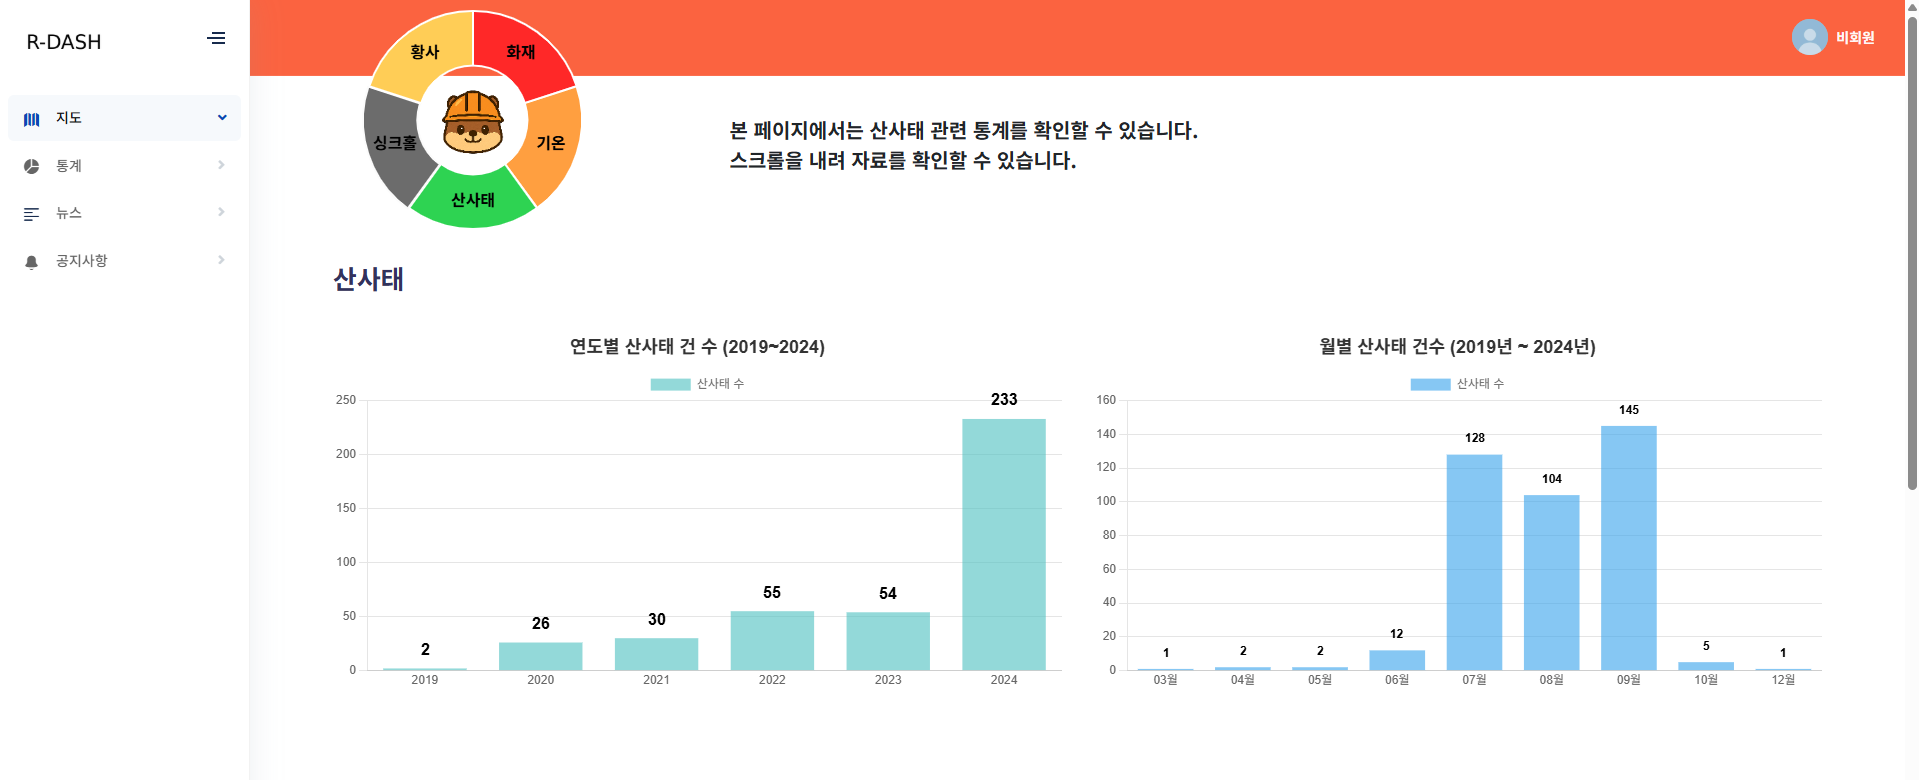 R-DASH
지도
통계
뉴스
공지사항
비회원
황사
화재
싱크홀
기온
산사태
본 페이지에서는 산사태 관련 통계를 확인할 수 있습니다.
스크롤을 내려 자료를 확인할 수 있습니다.
산사태
연도별 산사태 건 수 (2019~2024)
산사태 수
250
200
150
100
50
0
2
26
30
55
54
233
2019
2020
2021
2022
2023
2024
월별 산사태 건수 (2019년 ~ 2024년)
산사태 수
160
140
120
100
80
60
40
20
0
1
2
2
12
128
104
145
5
1
03월
04월
05월
06월
07월
08월
09월
10월
12월